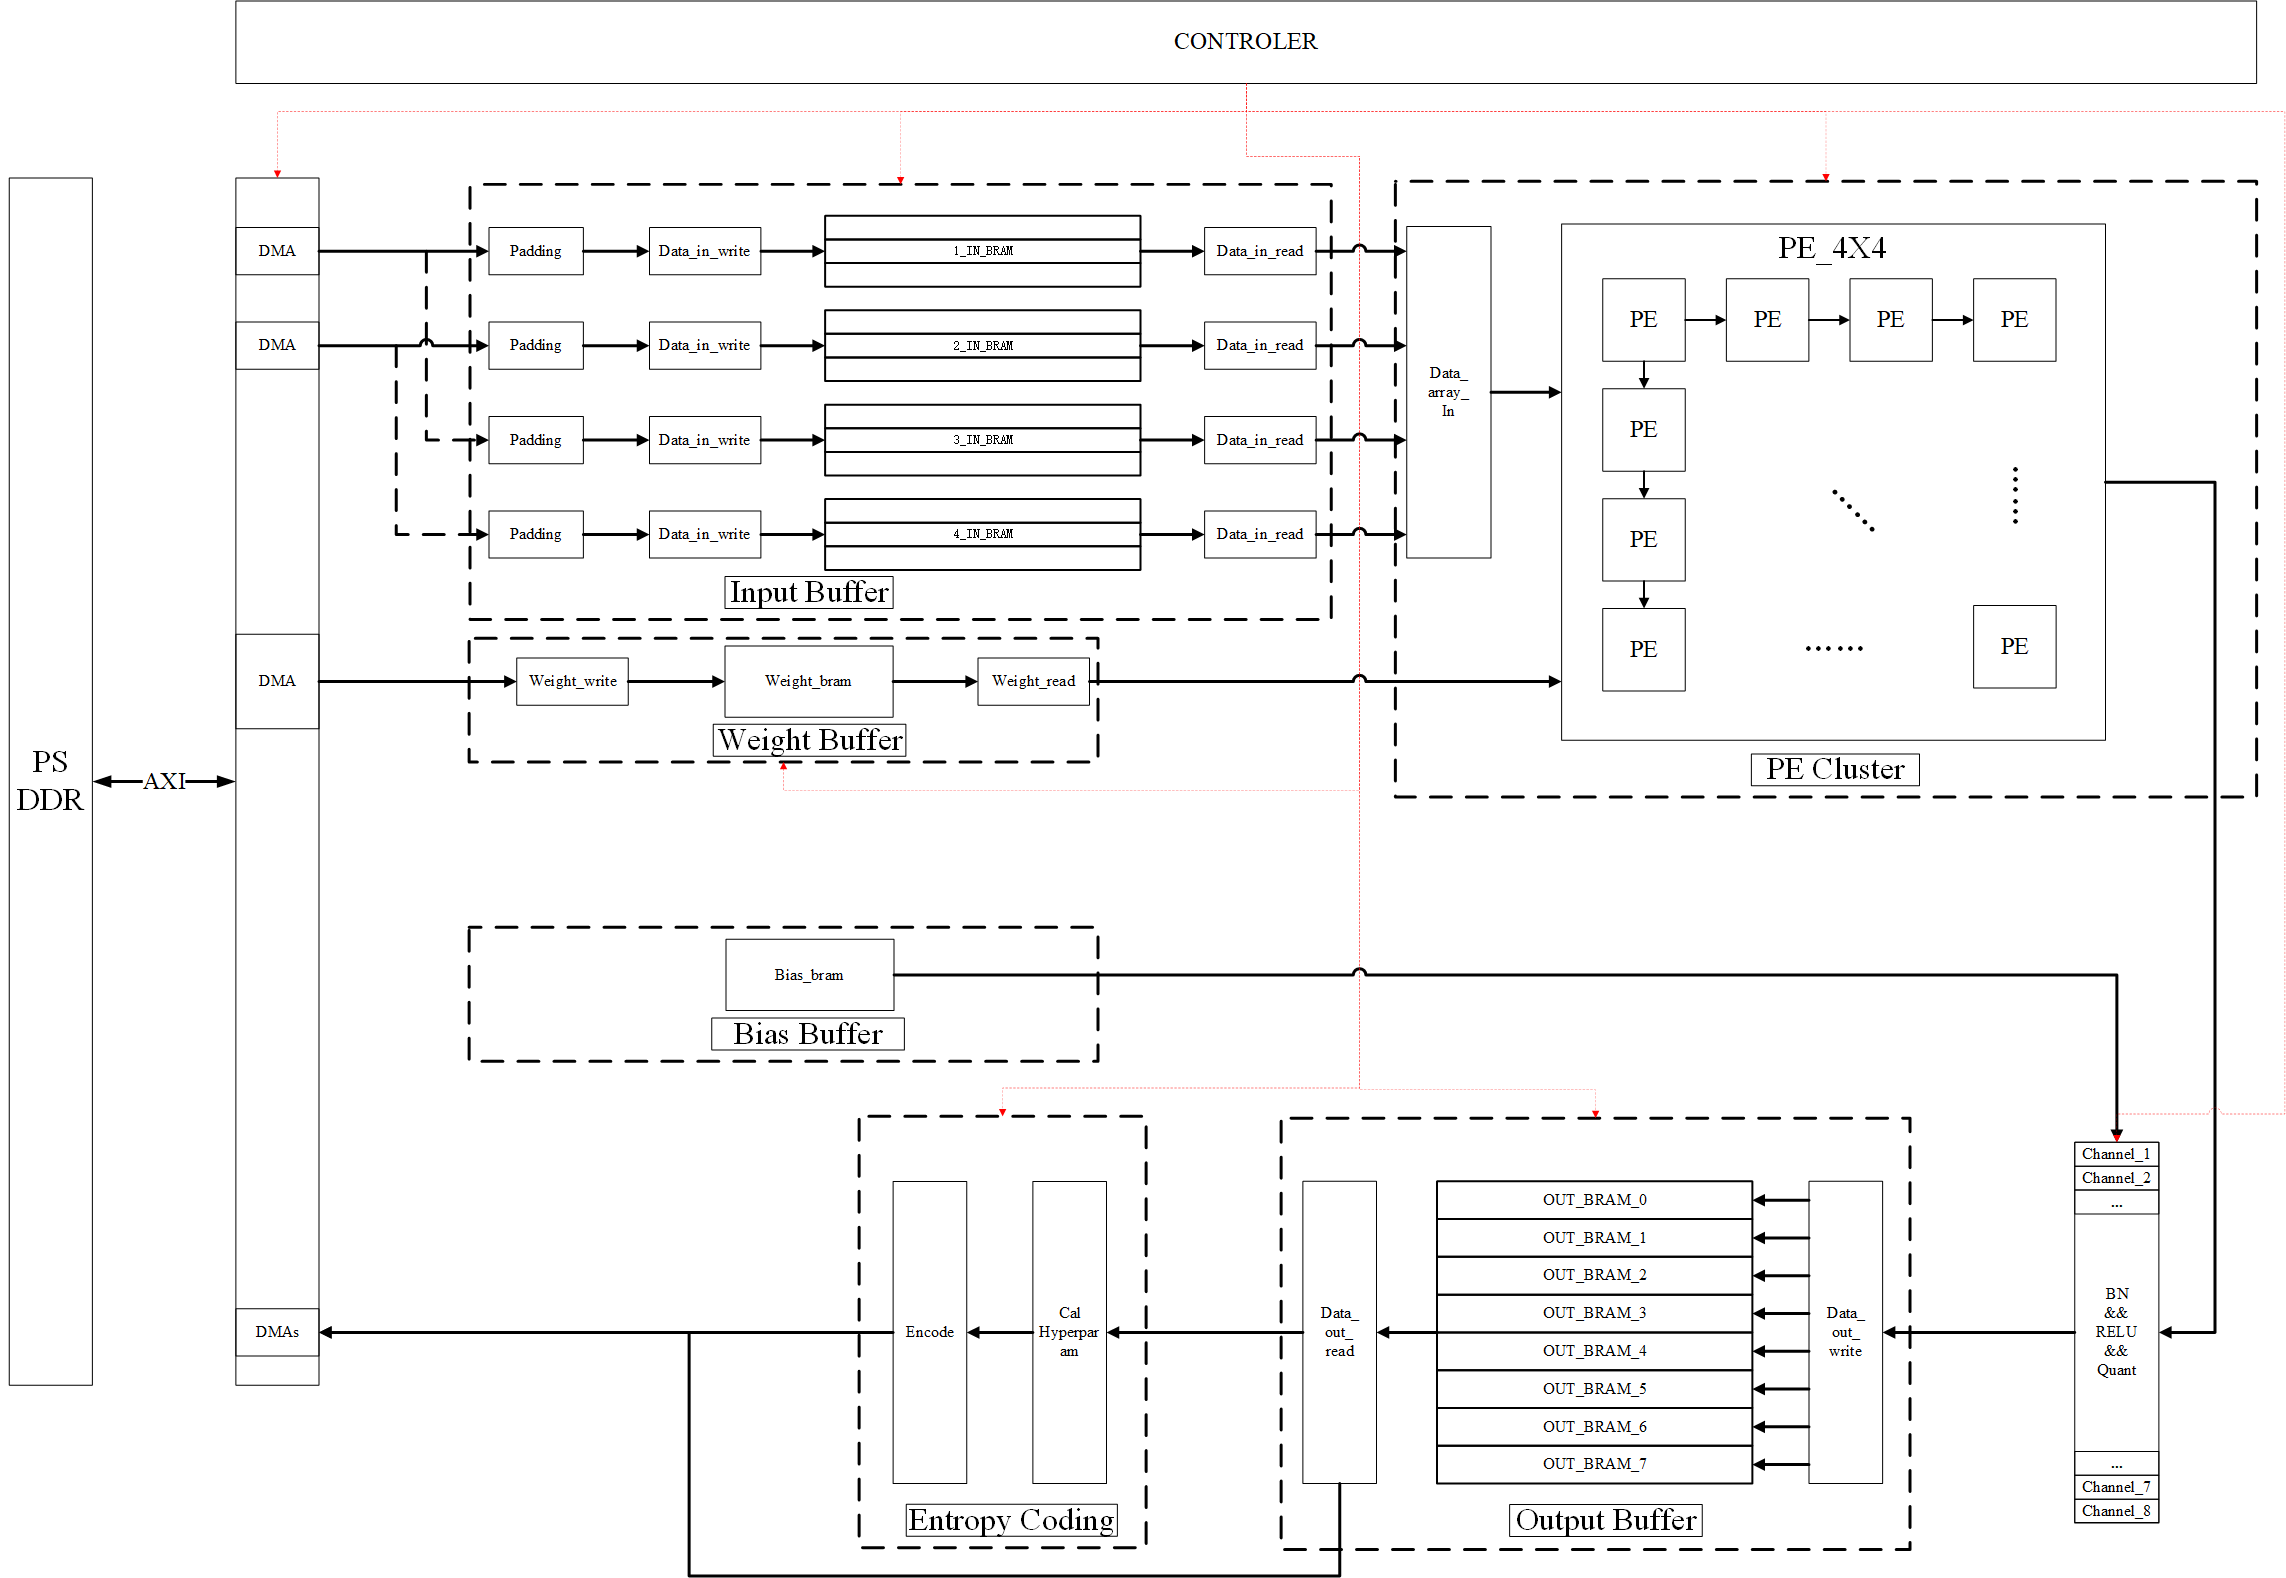 CONTROLER
PS
DDR
AXI
DMA
Padding
Data_in_write
1_IN_BRAM
Data_in_read
DMA
Padding
Data_in_write
2_IN_BRAM
Data_in_read
Padding
Data_in_write
3_IN_BRAM
Data_in_read
Padding
Data_in_write
4_IN_BRAM
Data_in_read
Input Buffer
Data_
array_
In
PE_4X4
PE
PE
PE
PE
PE
PE
PE
......
PE
PE Cluster
DMA
Weight_write
Weight_bram
Weight_read
Weight Buffer
Bias_bram
Bias Buffer
DMAs
Encode
Cal
Hyperpar
am
Entropy Coding
Data_
out_
read
OUT_BRAM_0
OUT_BRAM_1
OUT_BRAM_2
OUT_BRAM_3
OUT_BRAM_4
OUT_BRAM_5
OUT_BRAM_6
OUT_BRAM_7
Data_
out_
write
Output Buffer
Channel_1
Channel_2
...
BN
&&
RELU
&&
Quant
...
Channel_7
Channel_8